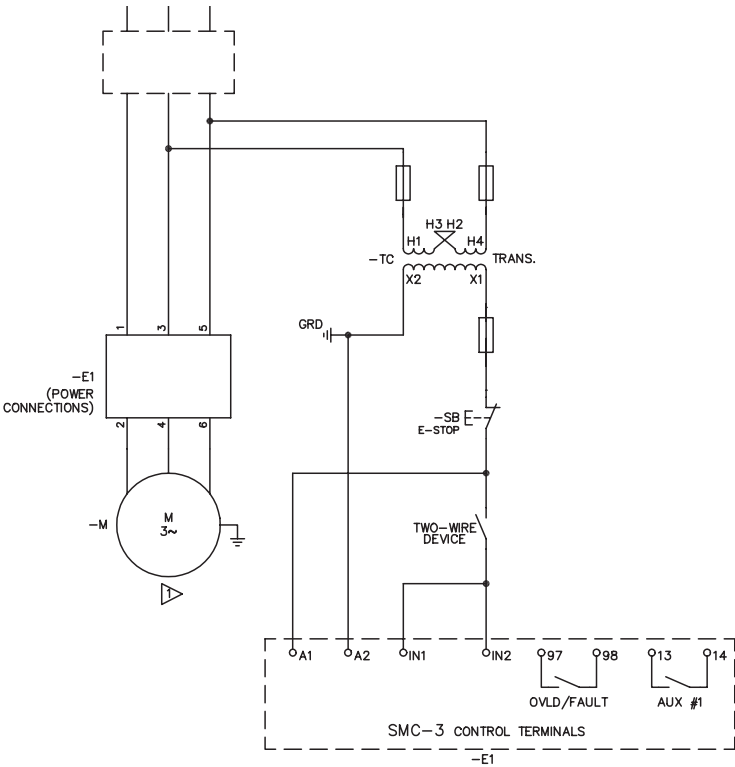 H3 H2
H1
H4
-TC
TRANS.
X2
X1
1
3
5
GRD
-E1
(POWER
CONNECTIONS)
2
4
6
-SB
E-STOP
-M
M
3~
TWO-WIRE
DEVICE
1
A1
A2
IN1
IN2
97
98
13
14
OVLD/FAULT
AUX #1
SMC-3 CONTROL TERMINALS
-E1